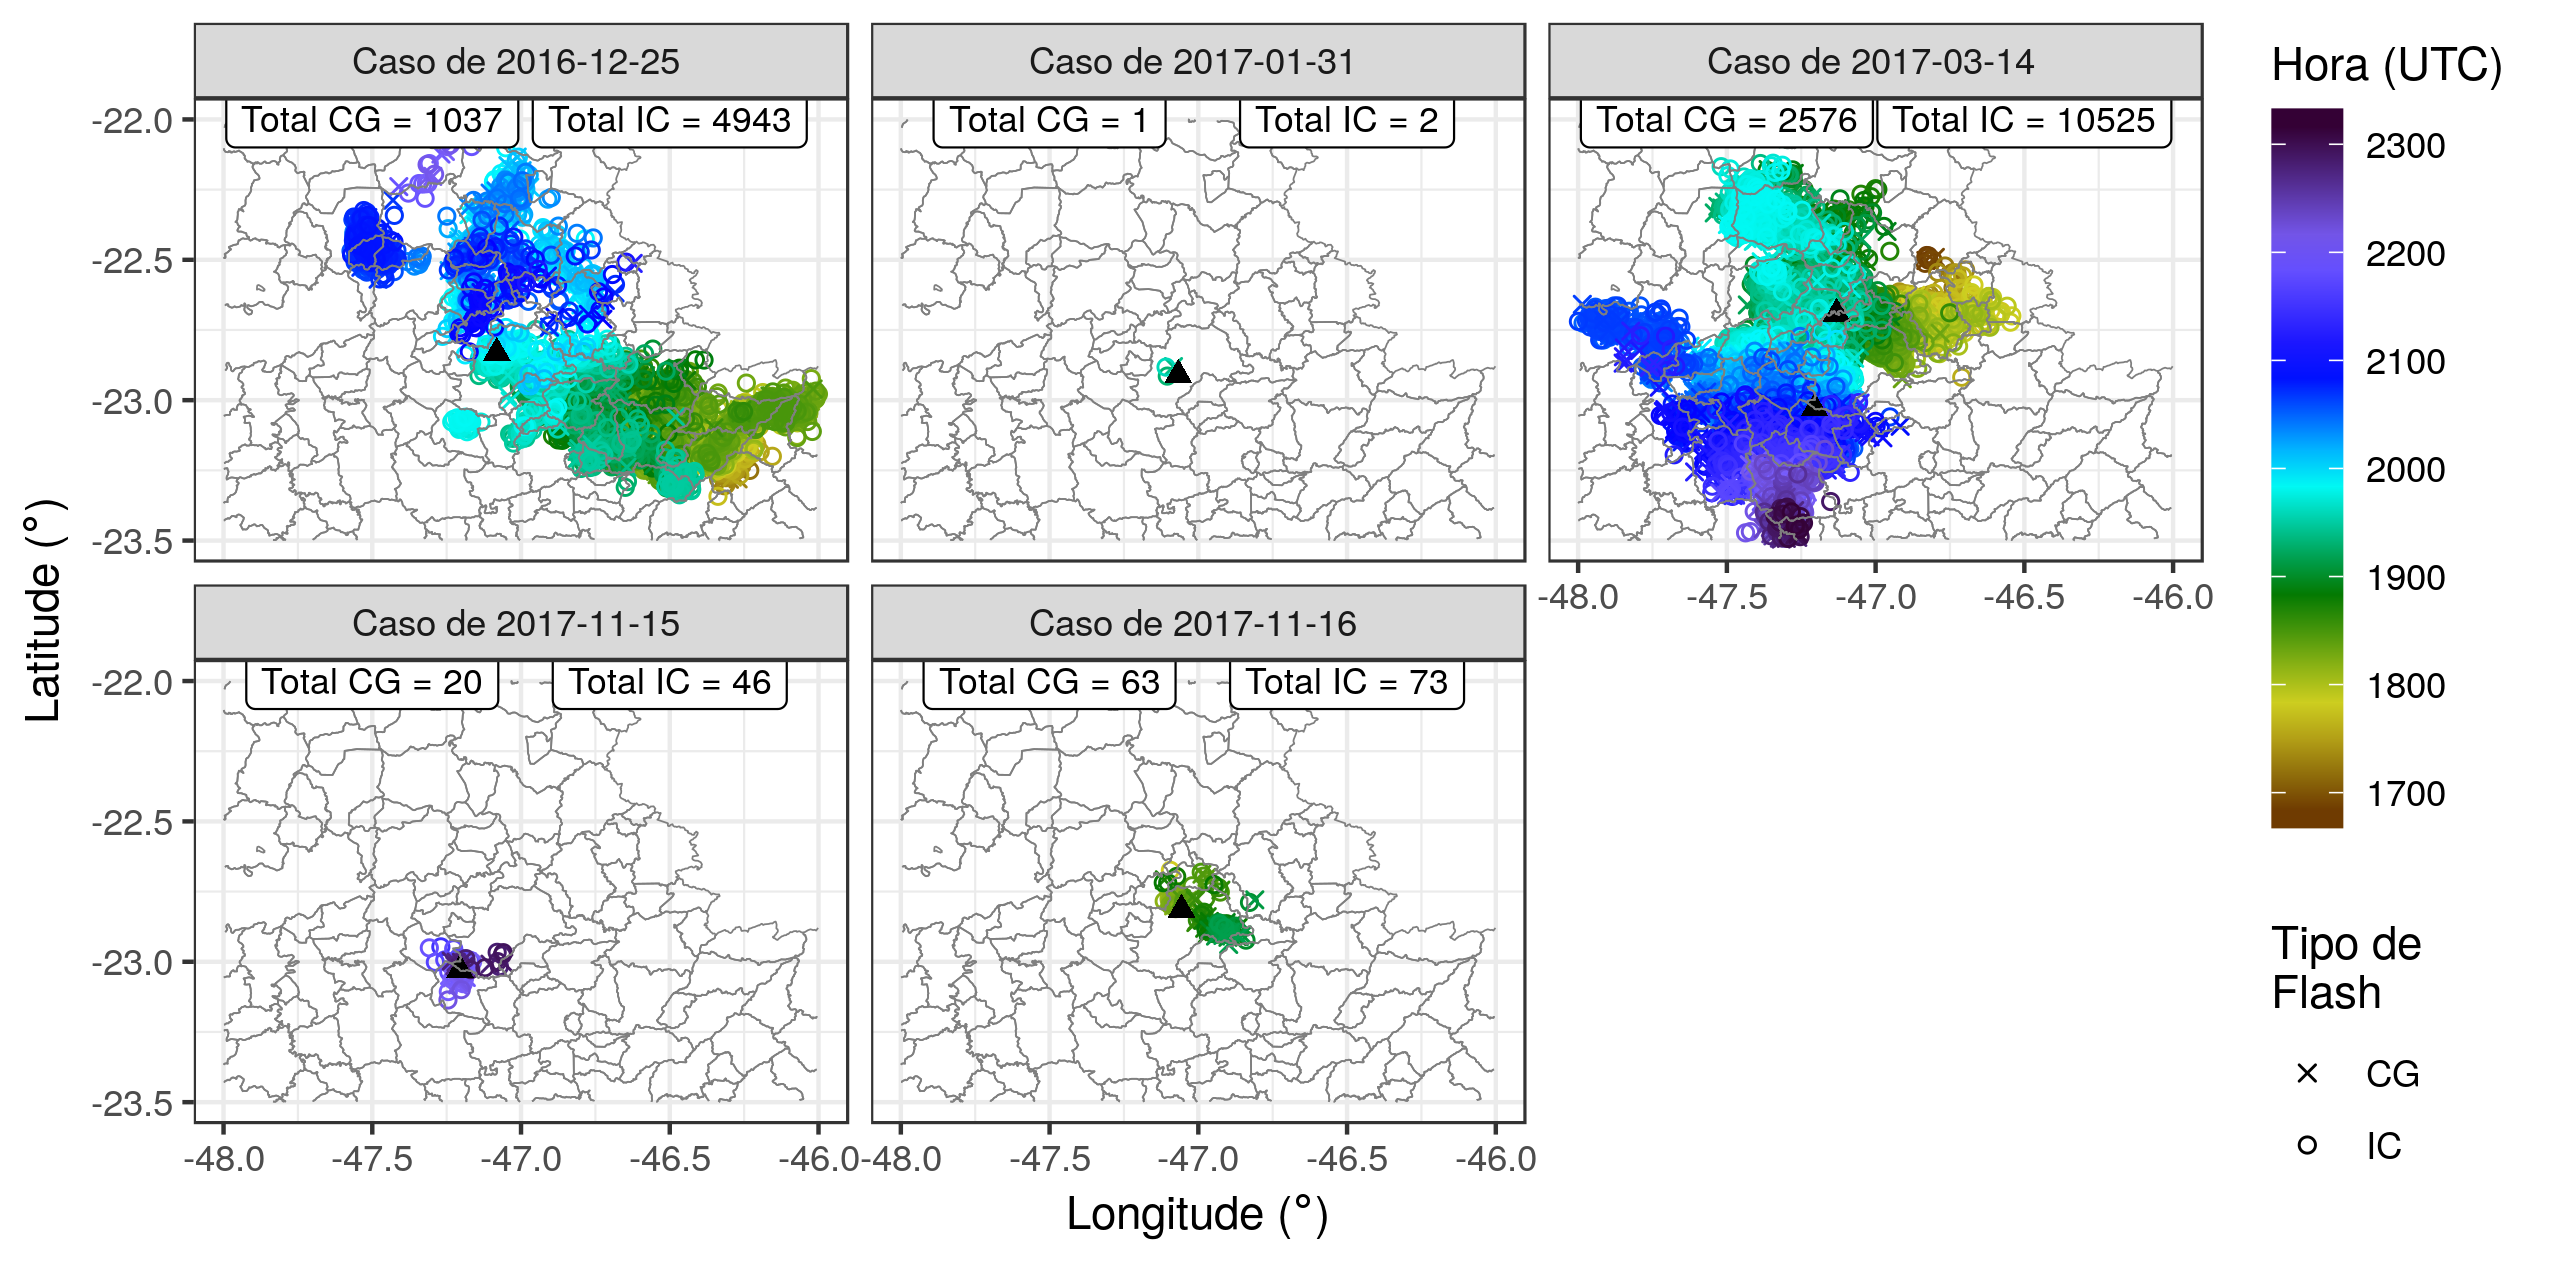 Caso de 2016-12-25
Caso de 2017-01-31
Caso de 2017-03-14
Total CG = 1037
Total IC = 4943
Total CG = 1
Total IC = 2
Total CG = 2576
Total IC = 10525
-22.0
-22.5
-23.0
-23.5
-48.0
-47.5
-47.0
-46.5
-46.0
Caso de 2017-11-15
Caso de 2017-11-16
Total CG = 20
Total IC = 46
Total CG = 63
Total IC = 73
-22.0
-22.5
-23.0
-23.5
-48.0
-47.5
-47.0
-46.5
-46.0
-48.0
-47.5
-47.0
-46.5
-46.0
Longitude (°)
Latitude (°)
Hora (UTC)
2300
2200
2100
2000
1900
1800
1700
Tipo de
Flash
CG
IC